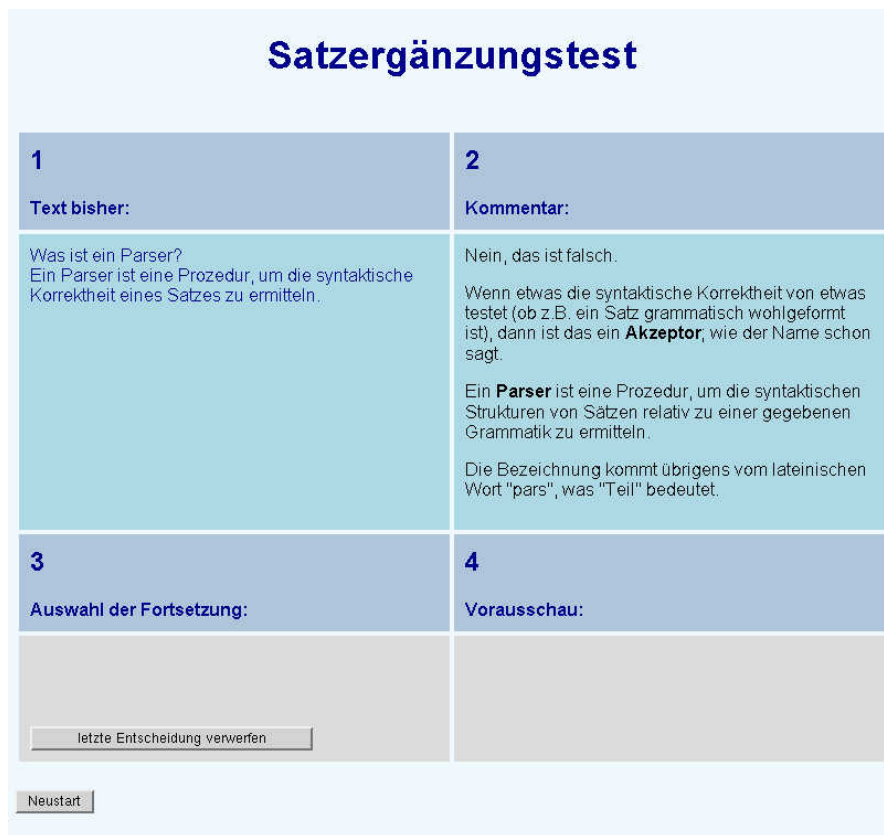 Satzergänzungstest
1
Text bisher:
2
Kommentar:
Was ist ein Parser?
Ein Parser ist eine Prozedur, um die syntaktische
Korrektheit eines Satzes zu ermitteln.
Nein, das ist falsch.
Wenn etwas die syntaktische Korrektheit von etwas
testet (ob z.B. ein Satz grammatisch wohlgeformt
ist), dann ist das ein Akzeptor; wie der Name schon
sagt.
Ein Parser ist eine Prozedur, um die syntaktischen
Strukturen von Sätzen relativ zu einer gegebenen
Grammatik zu ermitteln.
Die Bezeichnung kommt übrigens vom lateinischen
Wort "pars", was "Teil" bedeutet.
3
Auswahl der Fortsetzung:
4
Vorausschau:
letzte Entscheidung verwerfen
Neustart